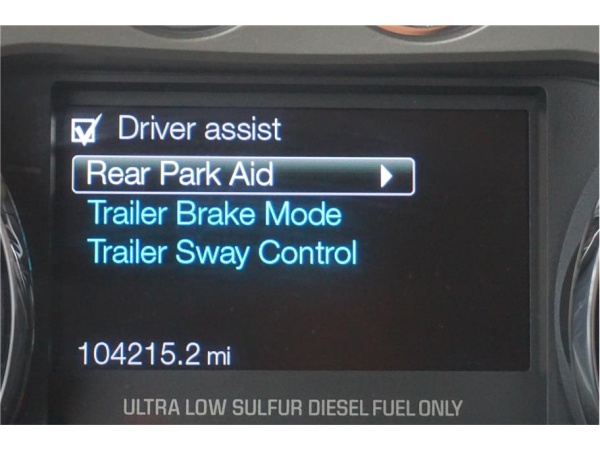 Driver assist
Rear Park Aid
Trailer Brake Mode
Trailer Sway Control
104215.2 mi
ULTRA LOW SULFUR DIESEL FUEL ONLY